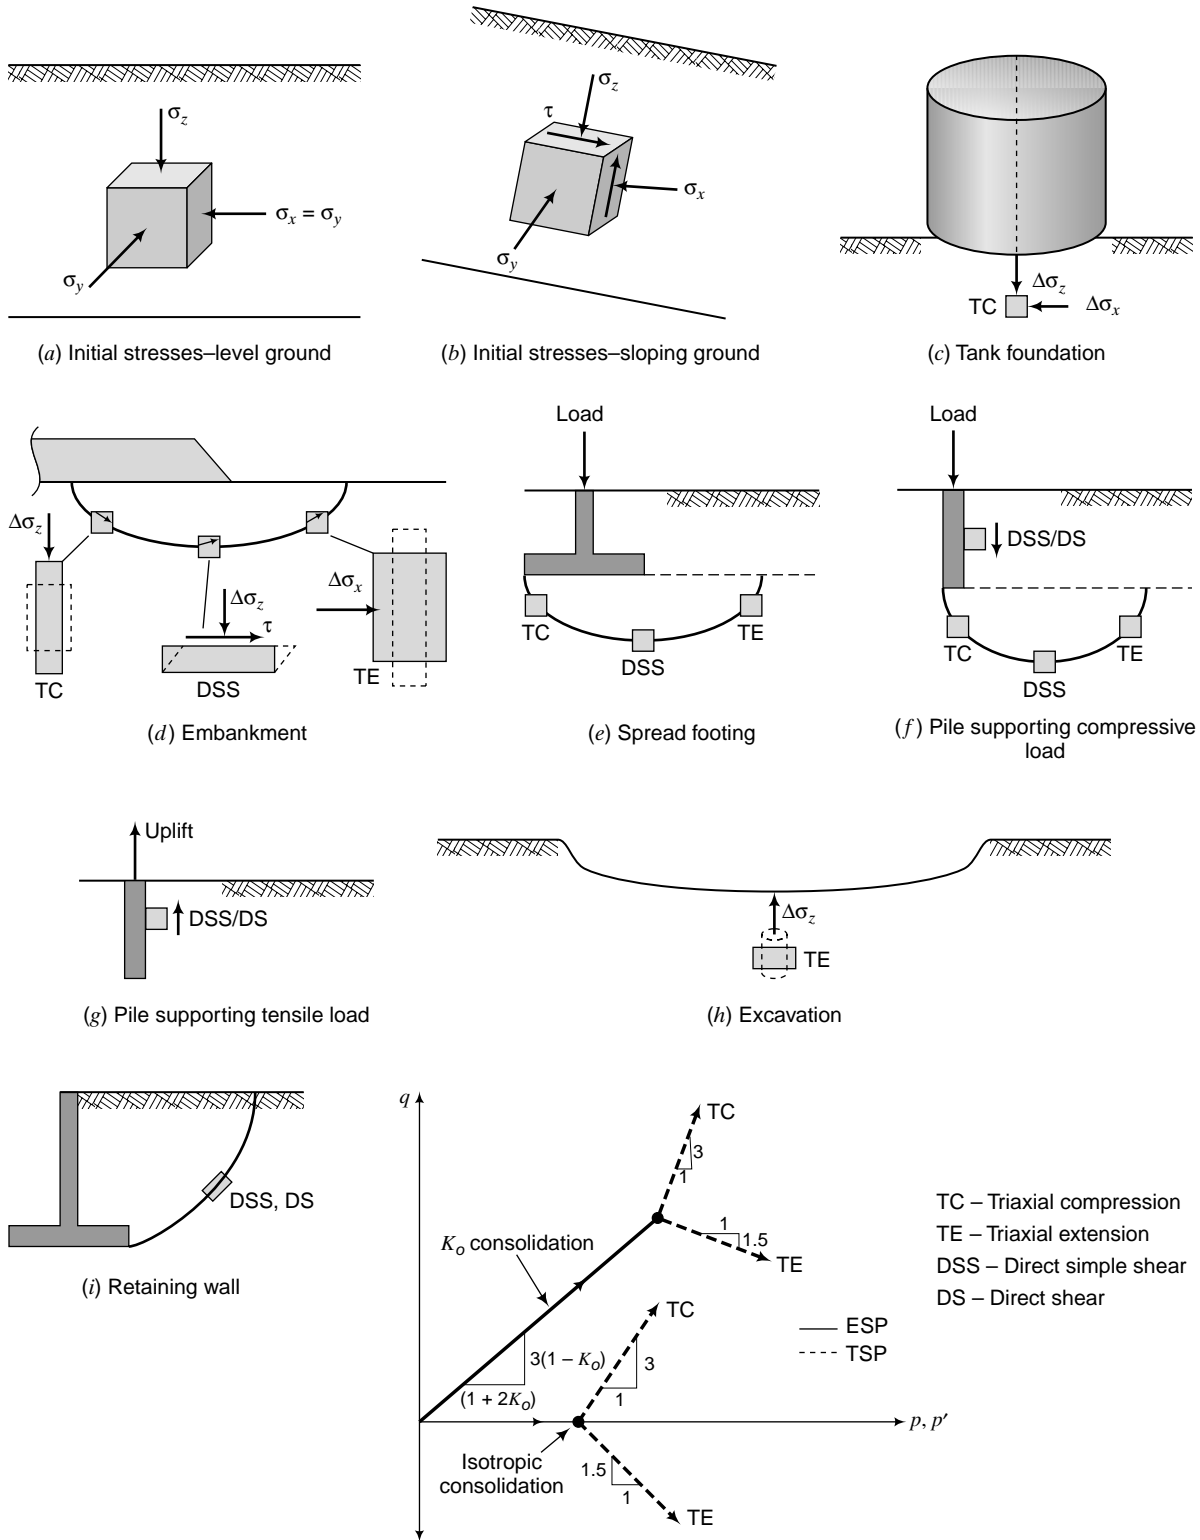 σz
σx = σy
σy
(a) Initial stresses–level ground
σz
τ
σx
σy
(b) Initial stresses–sloping ground
Δσz
TC
Δσx
(c) Tank foundation
Δσz
TC
Δσz
τ
DSS
Δσx
TE
(d) Embankment
Load
TC
TE
DSS
(e) Spread footing
Load
DSS/DS
TC
TE
DSS
(f) Pile supporting compressive
load
Uplift
DSS/DS
(g) Pile supporting tensile load
Δσz
TE
(h) Excavation
DSS, DS
(i) Retaining wall
q
TC
3
1
1
1.5
TE
Ko consolidation
TC
3(1 – Ko)
(1 + 2Ko)
3
1
p, p′
Isotropic
consolidation
1.5
1
TE
TC – Triaxial compression
TE – Triaxial extension
DSS – Direct simple shear
DS – Direct shear
ESP
TSP